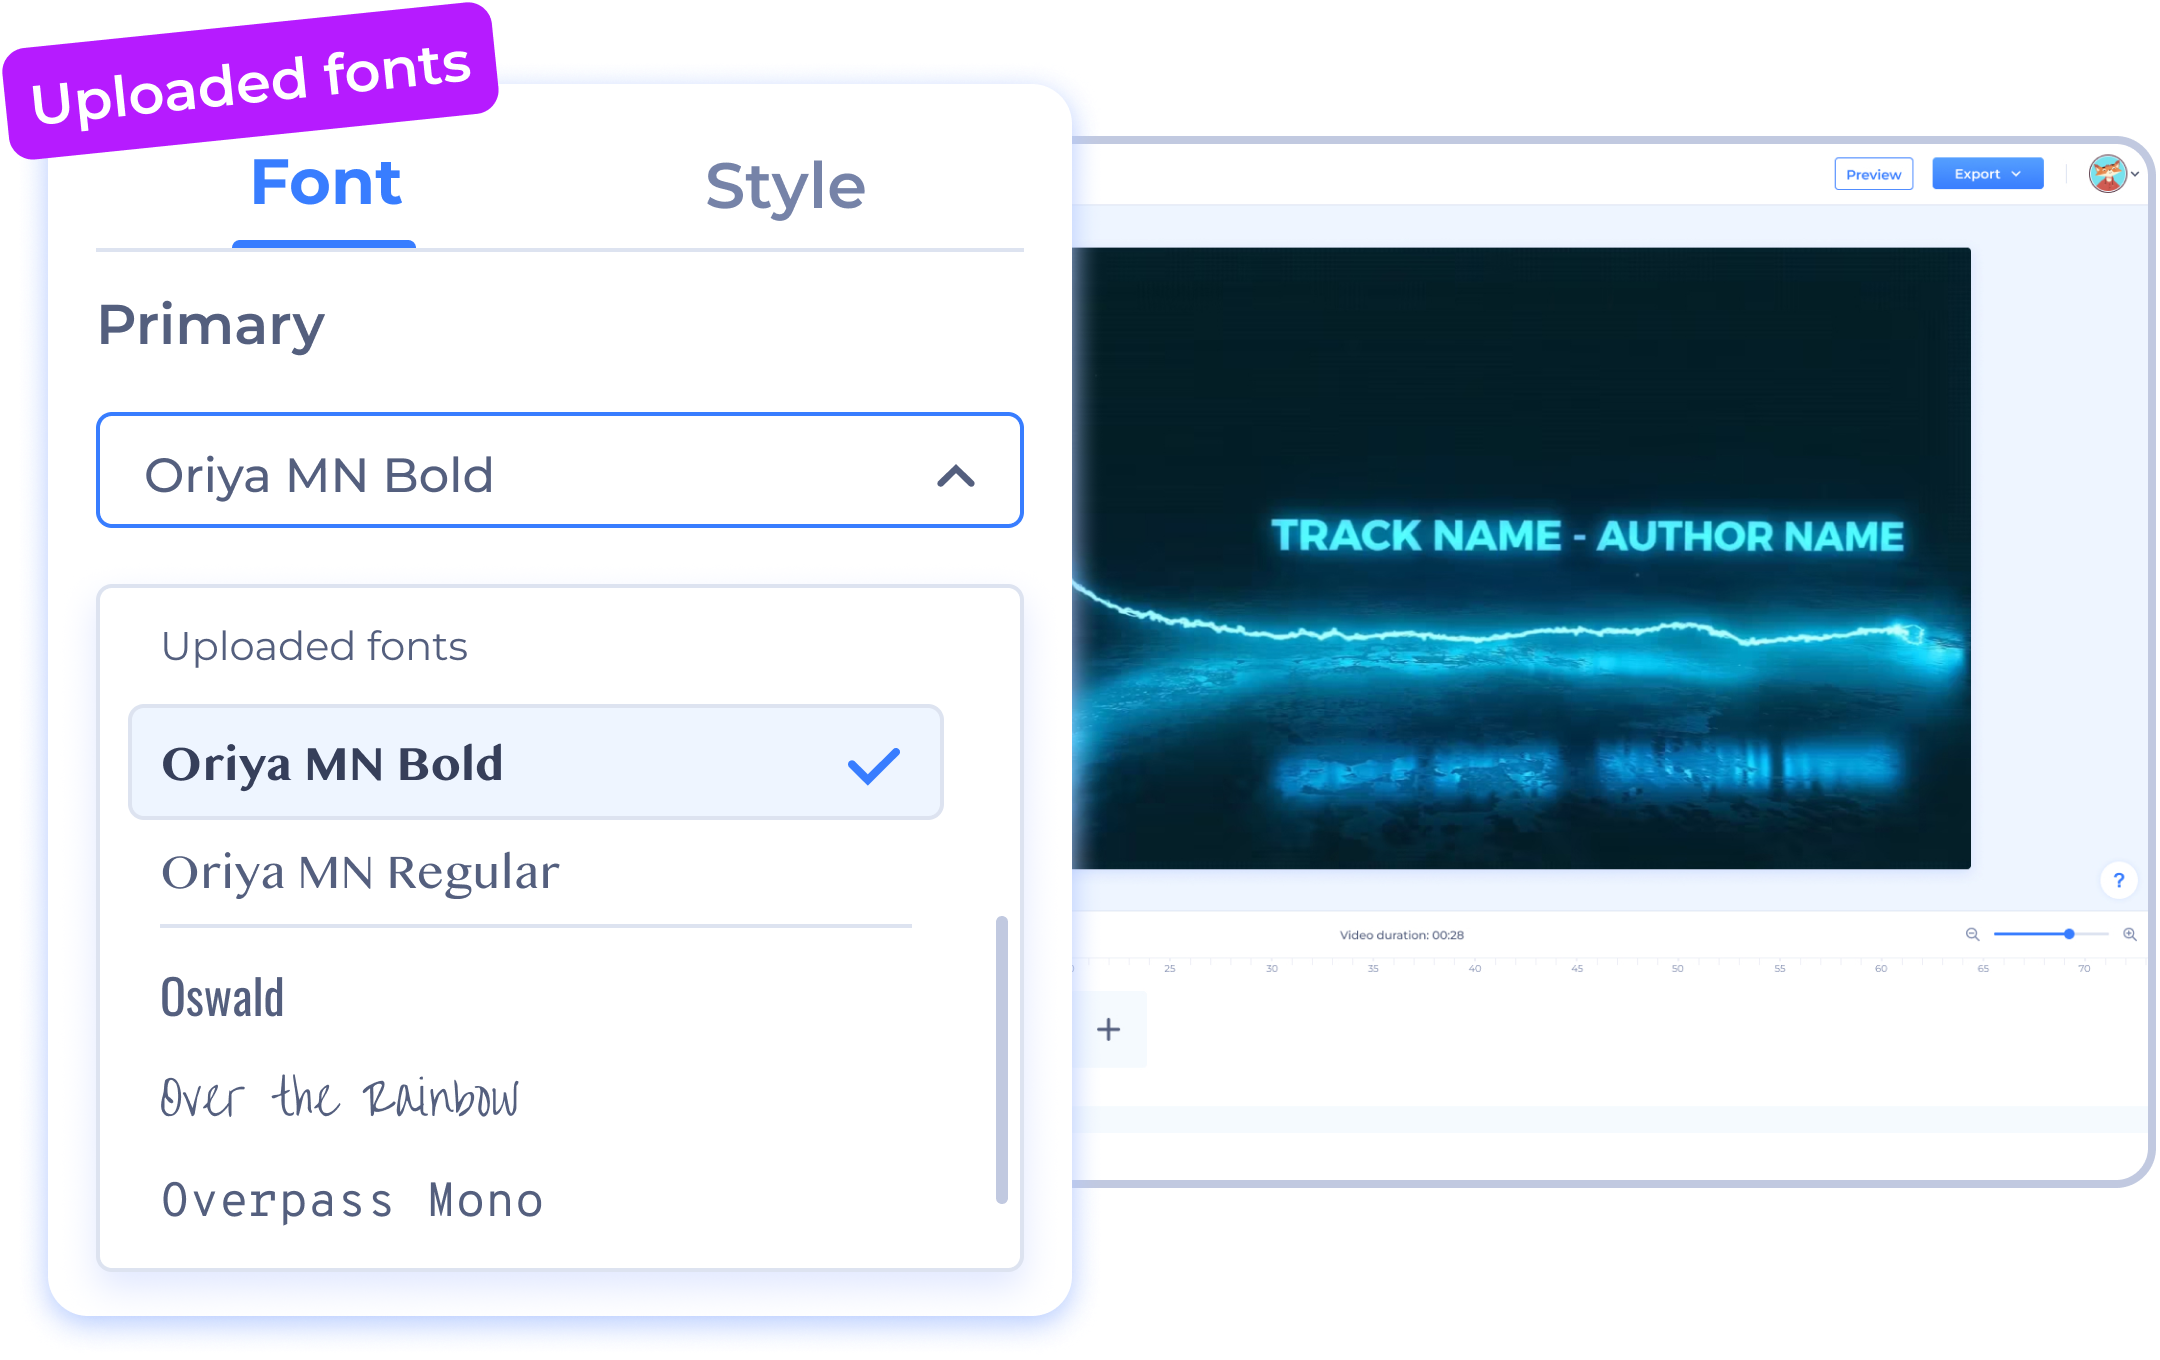 Uploaded fonts
Font
Style
Primary
Oriya MN Bold
Uploaded fonts
Oriya MN Bold
Oriya MN Regular
Oswald
Over the Rainbow
Overpass Mono
Preview
Export
TRACK NAME - AUTHOR NAME
?
Video duration: 00:28
25 30 35 40 45 50 55 60 65 70
+